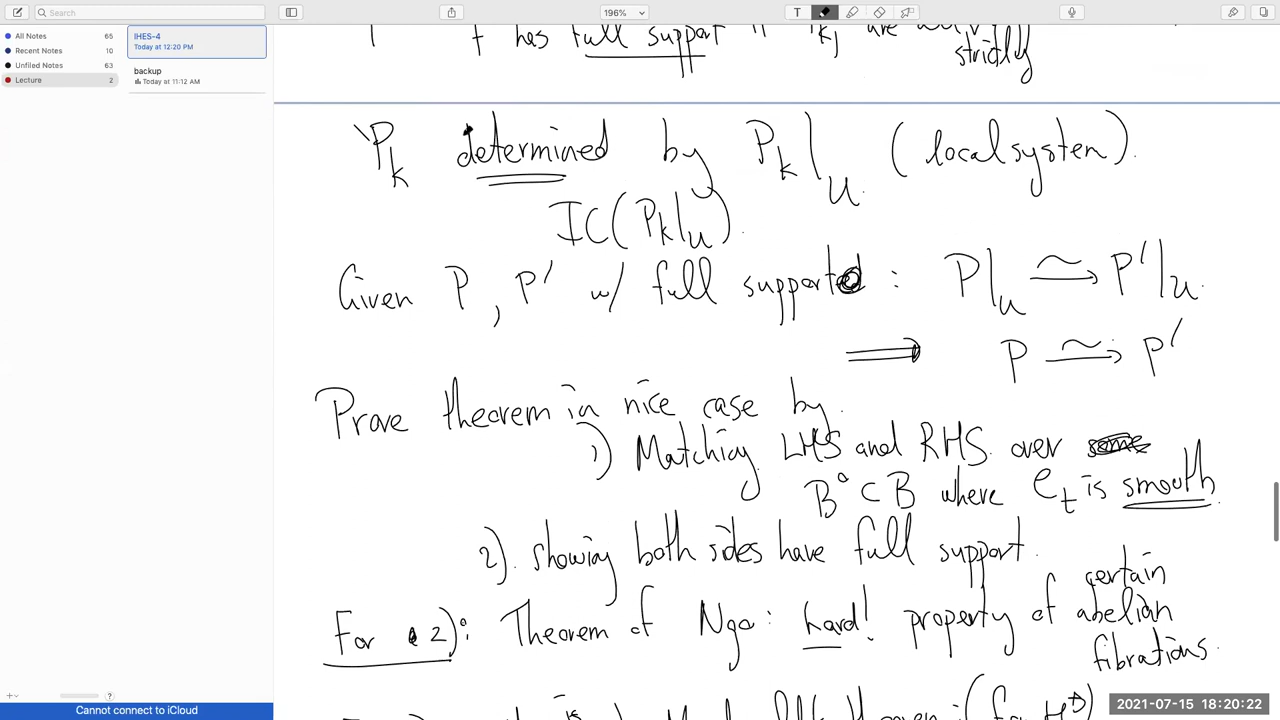 Search
196%
All Notes 65
Recent Notes 10
Unfiled Notes 63
Lecture 2
IHES-4
Today at 12:20 PM
backup
Today at 11:12 AM
has full support if are
strictly
P_k determined by P_k|_U (local system).
IC(P_k|_U).
Given P, P' w/ full support : P|_U ⥲ P'|_U.
⟹ P ⥲ P'
Prove theorem in nice case by
1) Matching LHS and RHS over
B° ⊂ B where C_t is smooth.
2). showing both sides have full support.
For 2): Theorem of Ngo: hard! property of certain abelian fibrations.
Cannot connect to iCloud
2021-07-15 18:20:22